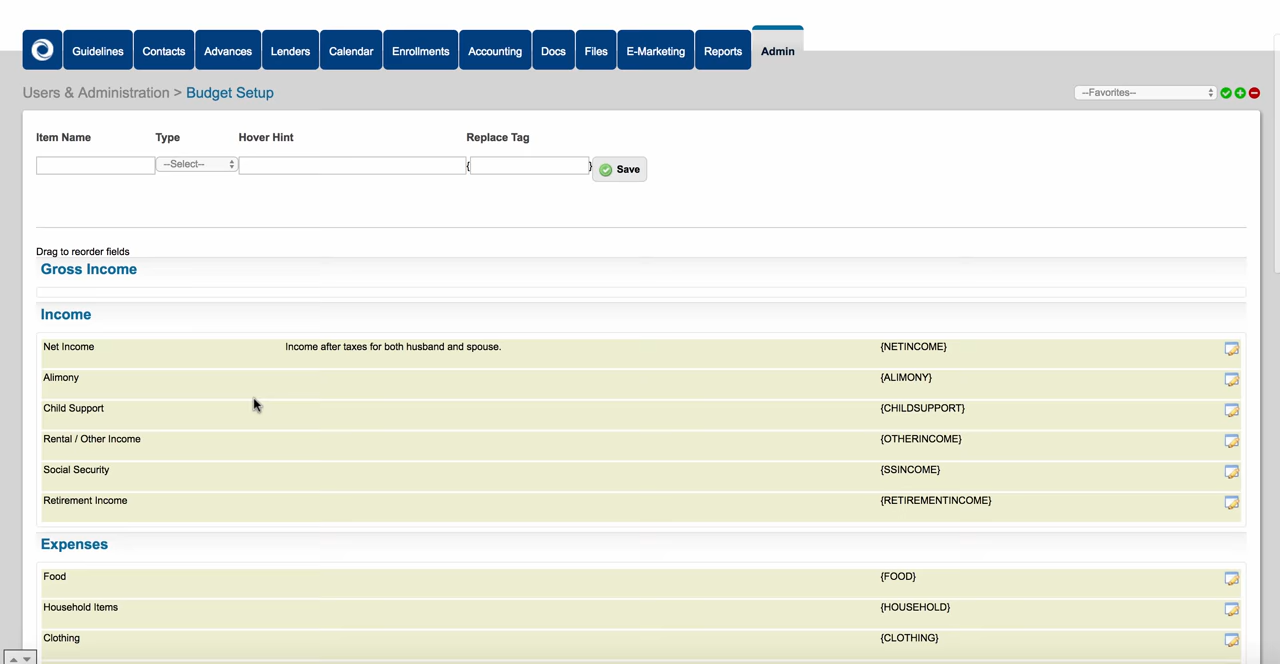 Guidelines Contacts Advances Lenders Calendar Enrollments Accounting Docs Files E-Marketing Reports Admin
Users & Administration > Budget Setup --Favorites--
Item Name Type Hover Hint Replace Tag
--Select-- { } Save
Drag to reorder fields
Gross Income
Income
Net Income Income after taxes for both husband and spouse. {NETINCOME}
Alimony {ALIMONY}
Child Support {CHILDSUPPORT}
Rental / Other Income {OTHERINCOME}
Social Security {SSINCOME}
Retirement Income {RETIREMENTINCOME}
Expenses
Food {FOOD}
Household Items {HOUSEHOLD}
Clothing {CLOTHING}